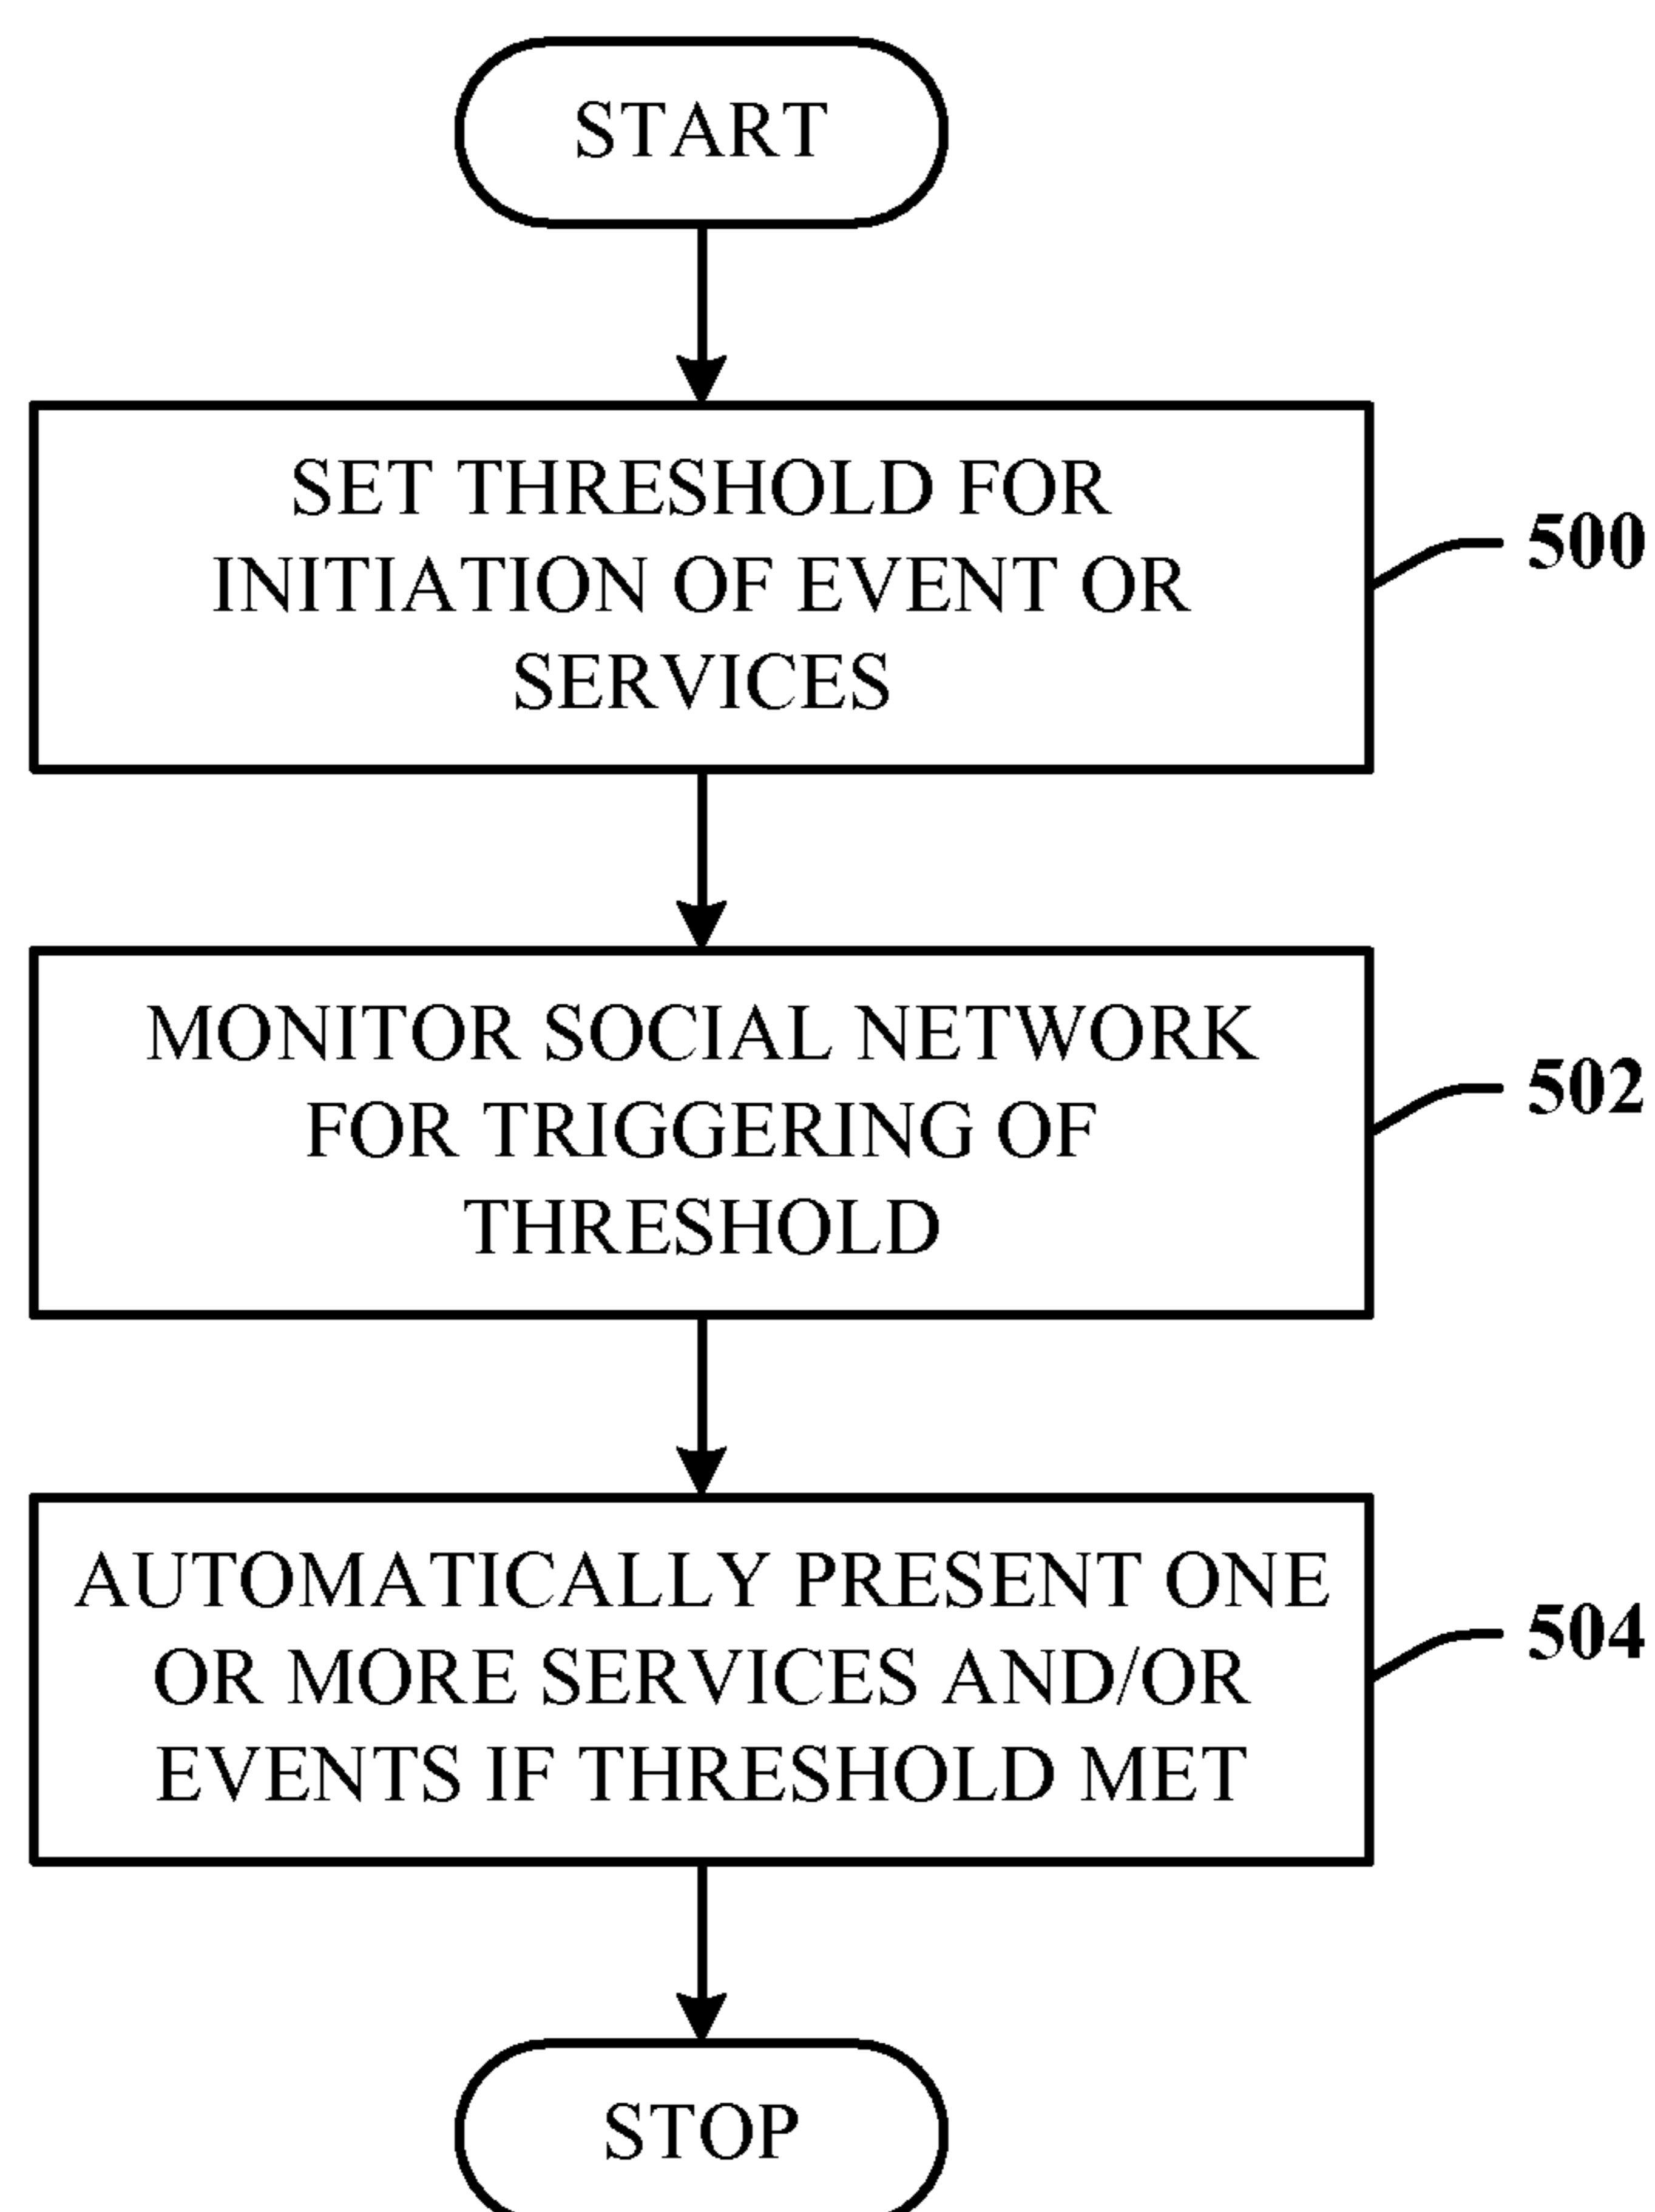 START
SET THRESHOLD FOR
INITIATION OF EVENT OR
SERVICES
500
MONITOR SOCIAL NETWORK
FOR TRIGGERING OF
THRESHOLD
502
AUTOMATICALLY PRESENT ONE
OR MORE SERVICES AND/OR
EVENTS IF THRESHOLD MET
504
STOP